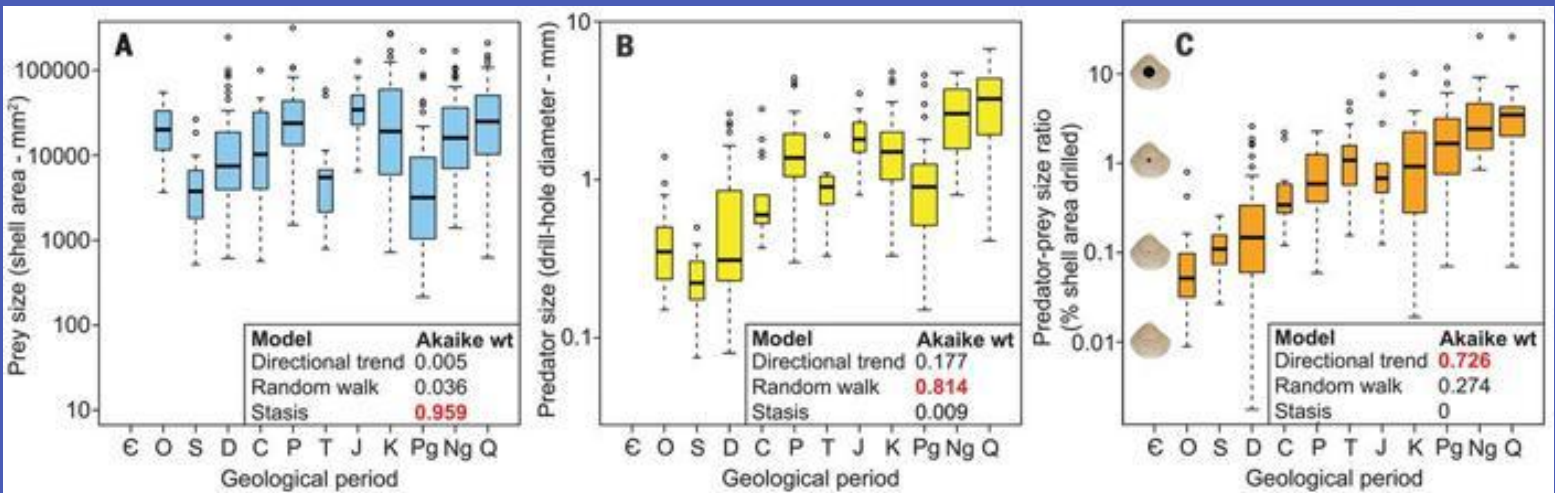 A
Prey size (shell area - mm²)
100000
10000
1000
100
10
Model Akaike wt
Directional trend 0.005
Random walk 0.036
Stasis 0.959
Є O S D C P T J K Pg Ng Q
Geological period
B
Predator size (drill-hole diameter - mm)
10
1
0.1
Model Akaike wt
Directional trend 0.177
Random walk 0.814
Stasis 0.009
Є O S D C P T J K Pg Ng Q
Geological period
C
Predator-prey size ratio
(% shell area drilled)
10
1
0.1
0.01
Model Akaike wt
Directional trend 0.726
Random walk 0.274
Stasis 0
Є O S D C P T J K Pg Ng Q
Geological period